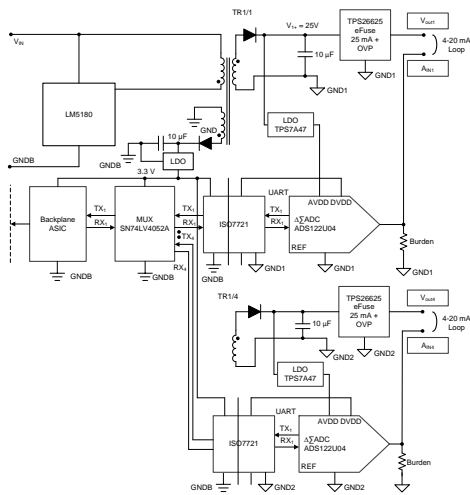 TR1/1
V1+ = 25V
TPS26625
eFuse
25 mA +
OVP
Vout1
4-20 mA
Loop
AIN1
VIN
10 µF
GND1
GND1
LM5180
GND
10 µF
LDO
TPS7A47
GNDB
LDO
GNDB
3.3 V
UART
AVDD DVDD
Backplane
ASIC
TX1
RX1
MUX
SN74LV4052A
TX1
RX1
TX4
RX4
ISO7721
TX1
RX1
ΔΣADC
ADS122U04
REF
Burden
GND1
GNDB
GNDB
GNDB
GND1
GND1
TR1/4
TPS26625
eFuse
25 mA +
OVP
Vout4
4-20 mA
Loop
AIN4
10 µF
GND2
GND2
LDO
TPS7A47
UART
AVDD DVDD
ISO7721
TX1
RX1
ΔΣADC
ADS122U04
REF
Burden
GNDB
GND2
GND2
GND2